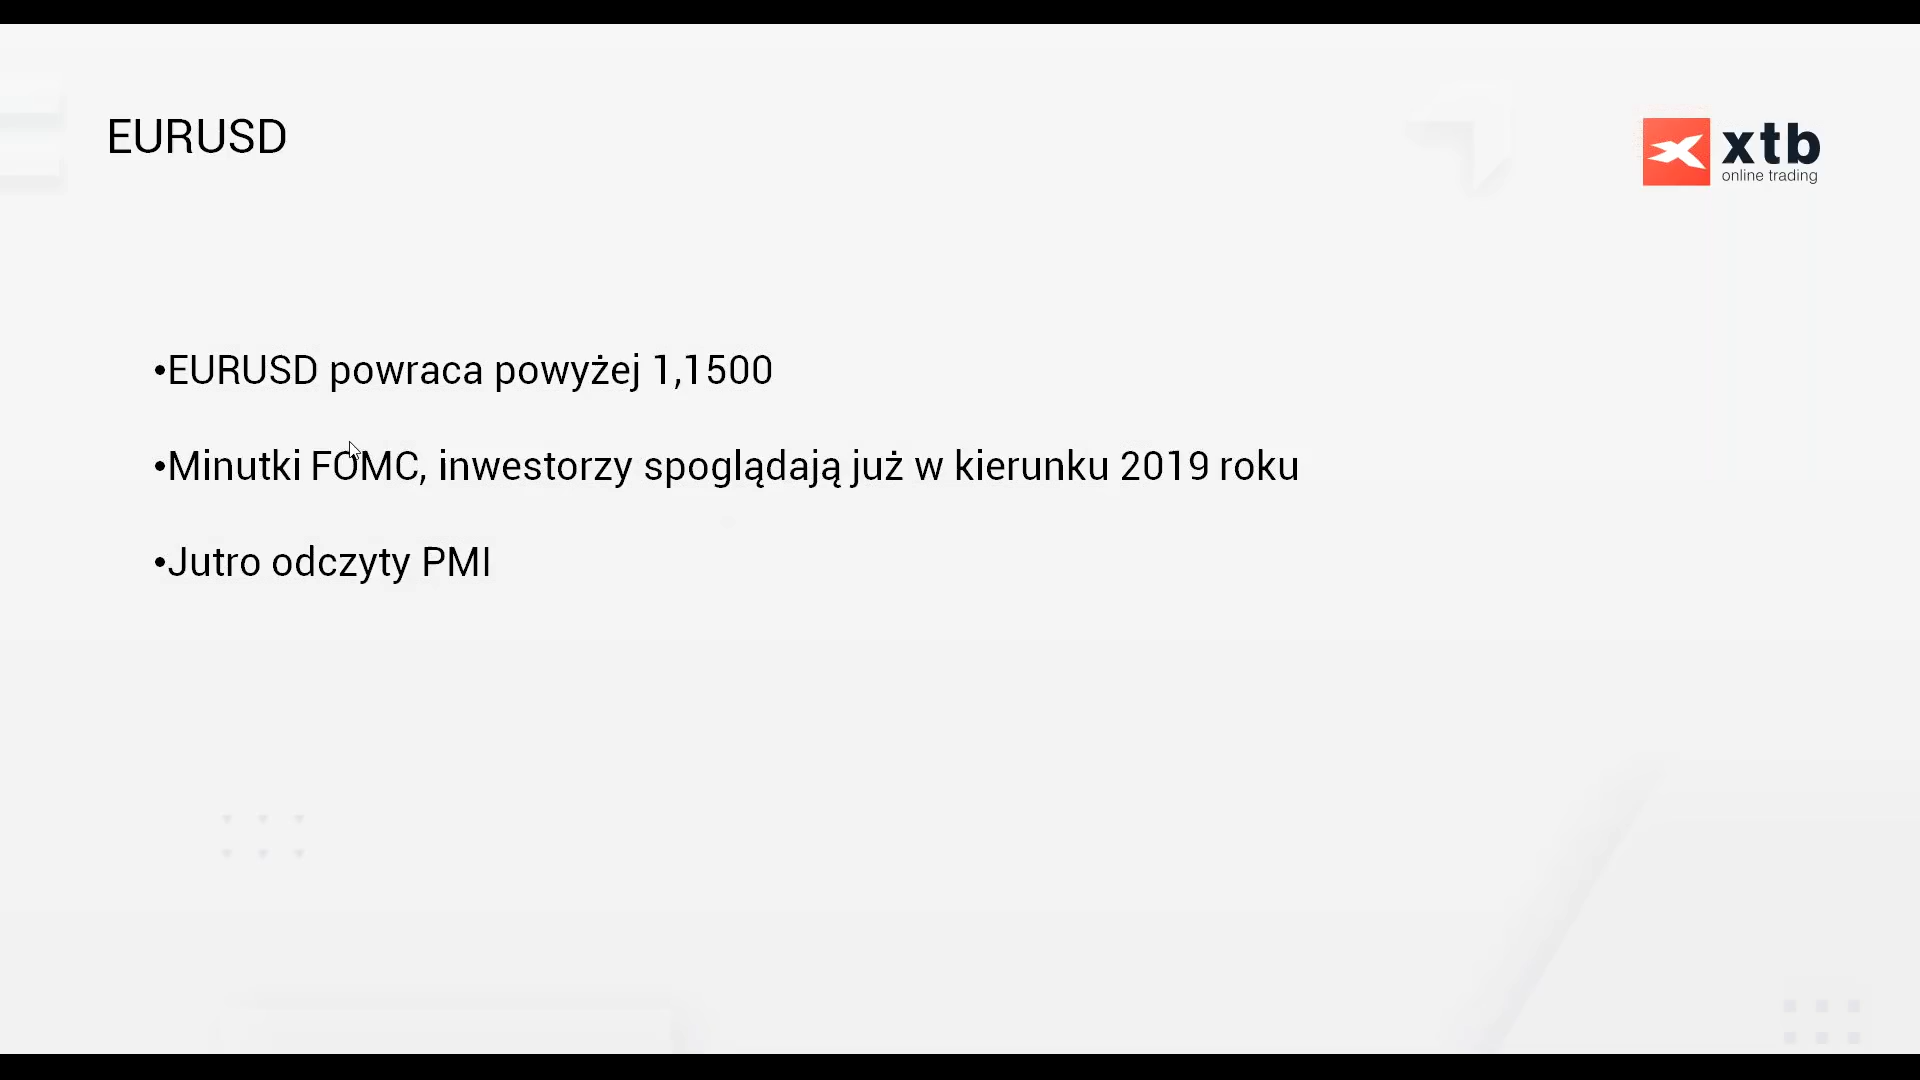 EURUSD
xtb
online trading
•EURUSD powraca powyżej 1,1500
•Minutki FOMC, inwestorzy spoglądają już w kierunku 2019 roku
•Jutro odczyty PMI